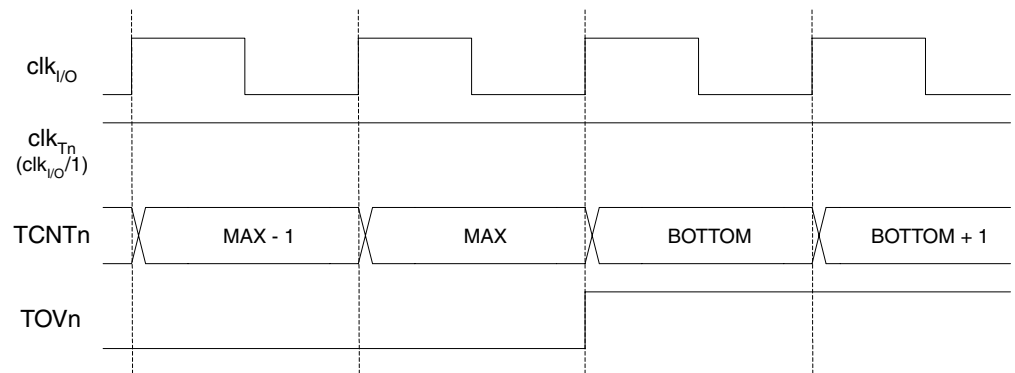 clkI/O
clkTn
(clkI/O/1)
TCNTn
MAX - 1
MAX
BOTTOM
BOTTOM + 1
TOVn